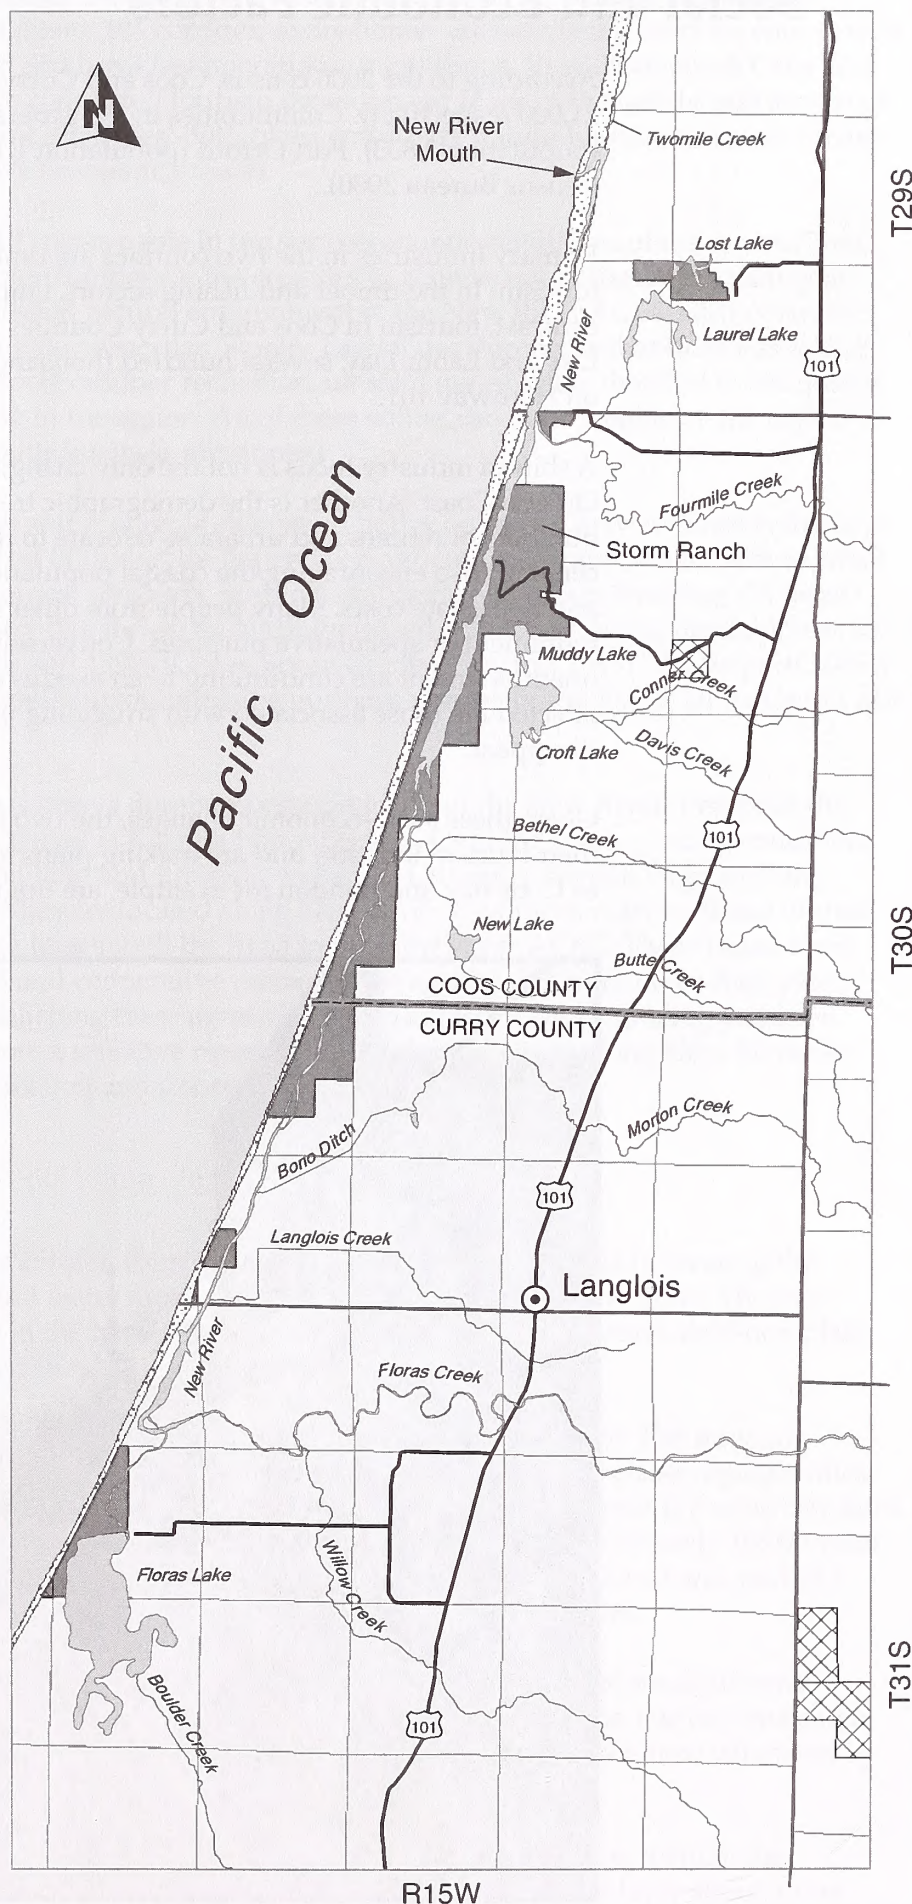 N
New River
Mouth
Twomile Creek
T29S
Lost Lake
Laurel Lake
New River
101
Pacific Ocean
Fourmile Creek
Storm Ranch
Muddy Lake
Conner Creek
Croft Lake
Davis Creek
101
Bethel Creek
T30S
New Lake
Butte Creek
COOS COUNTY
CURRY COUNTY
Morton Creek
Bono Ditch
101
Langlois Creek
Langlois
New River
Floras Creek
Floras Lake
Willow Creek
T31S
Boulder Creek
101
R15W